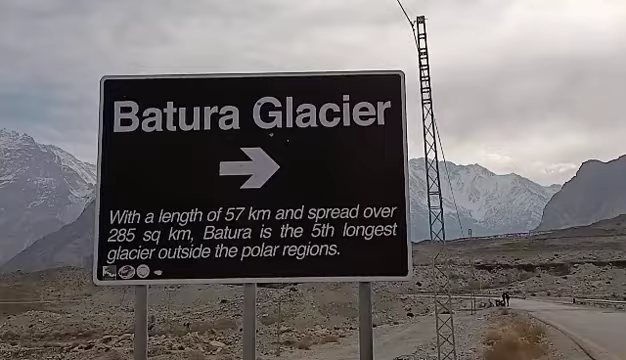 Batura Glacier
With a length of 57 km and spread over
285 sq km, Batura is the 5th longest
glacier outside the polar regions.